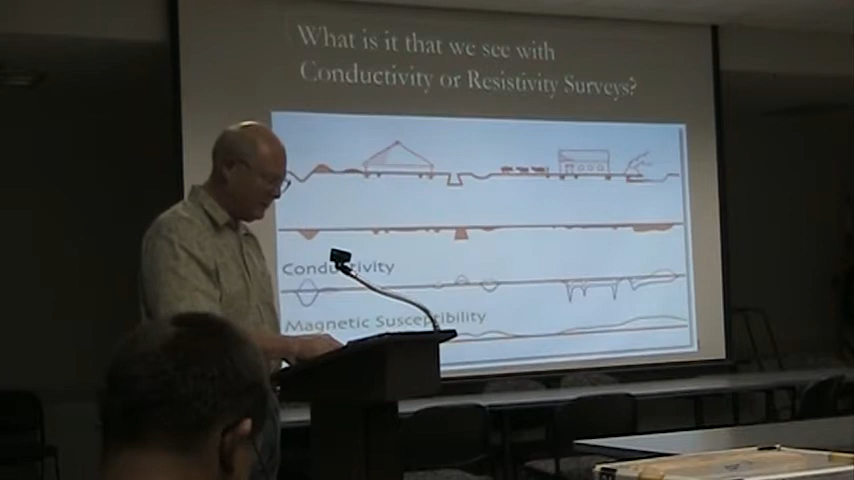 What is it that we see with
Conductivity or Resistivity Surveys?
Conductivity
Magnetic Susceptibility